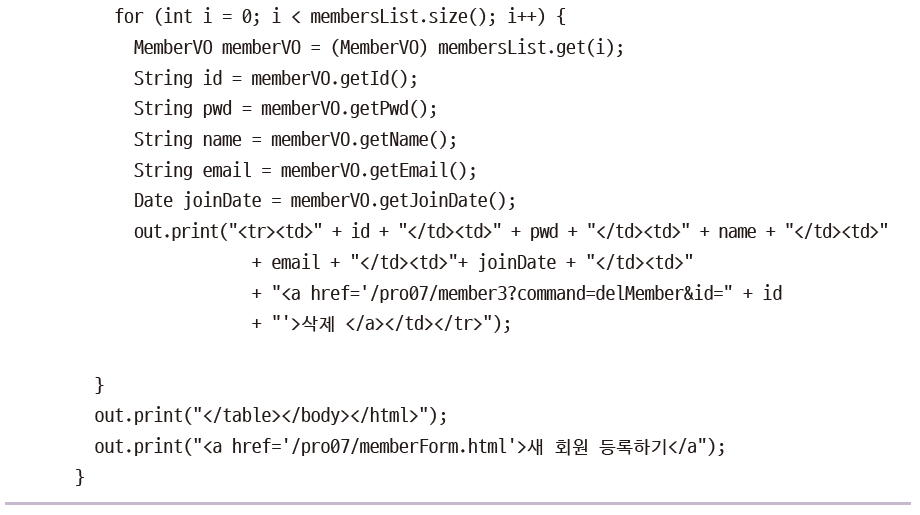 for (int i = 0; i < membersList.size(); i++) {
MemberVO memberVO = (MemberVO) membersList.get(i);
String id = memberVO.getId();
String pwd = memberVO.getPwd();
String name = memberVO.getName();
String email = memberVO.getEmail();
Date joinDate = memberVO.getJoinDate();
out.print("<tr><td>" + id + "</td><td>" + pwd + "</td><td>" + name + "</td><td>"
+ email + "</td><td>"+ joinDate + "</td><td>"
+ "<a href='/pro07/member3?command=delMember&id=" + id
+ "'>삭제 </a></td></tr>");
}
out.print("</table></body></html>");
out.print("<a href='/pro07/memberForm.html'>새 회원 등록하기</a");
}